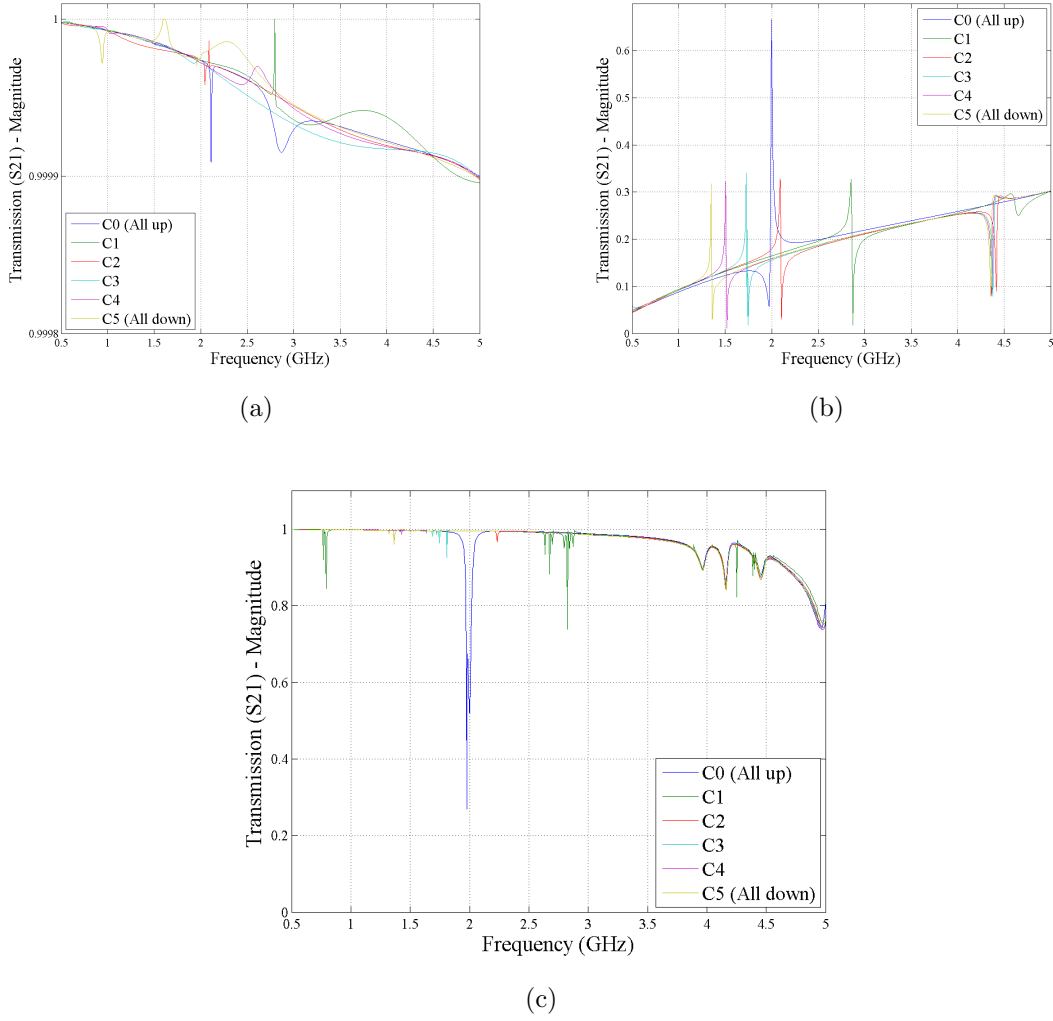 1
0.9999
0.9998
Transmission (S21) - Magnitude
C0 (All up)
C1
C2
C3
C4
C5 (All down)
0.5 1 1.5 2 2.5 3 3.5 4 4.5 5
Frequency (GHz)
(a)
0.6
0.5
0.4
0.3
0.2
0.1
0
Transmission (S21) - Magnitude
C0 (All up)
C1
C2
C3
C4
C5 (All down)
0.5 1 1.5 2 2.5 3 3.5 4 4.5 5
Frequency (GHz)
(b)
1
0.8
0.6
0.4
0.2
0
Transmission (S21) - Magnitude
C0 (All up)
C1
C2
C3
C4
C5 (All down)
0.5 1 1.5 2 2.5 3 3.5 4 4.5 5
Frequency (GHz)
(c)